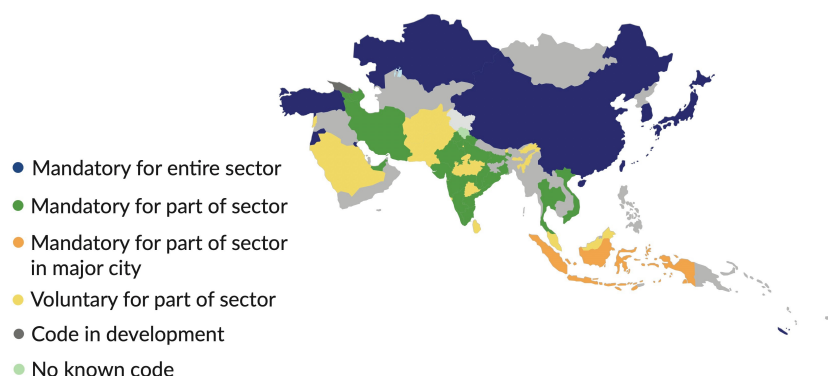 Mandatory for entire sector
Mandatory for part of sector
Mandatory for part of sector
in major city
Voluntary for part of sector
Code in development
No known code